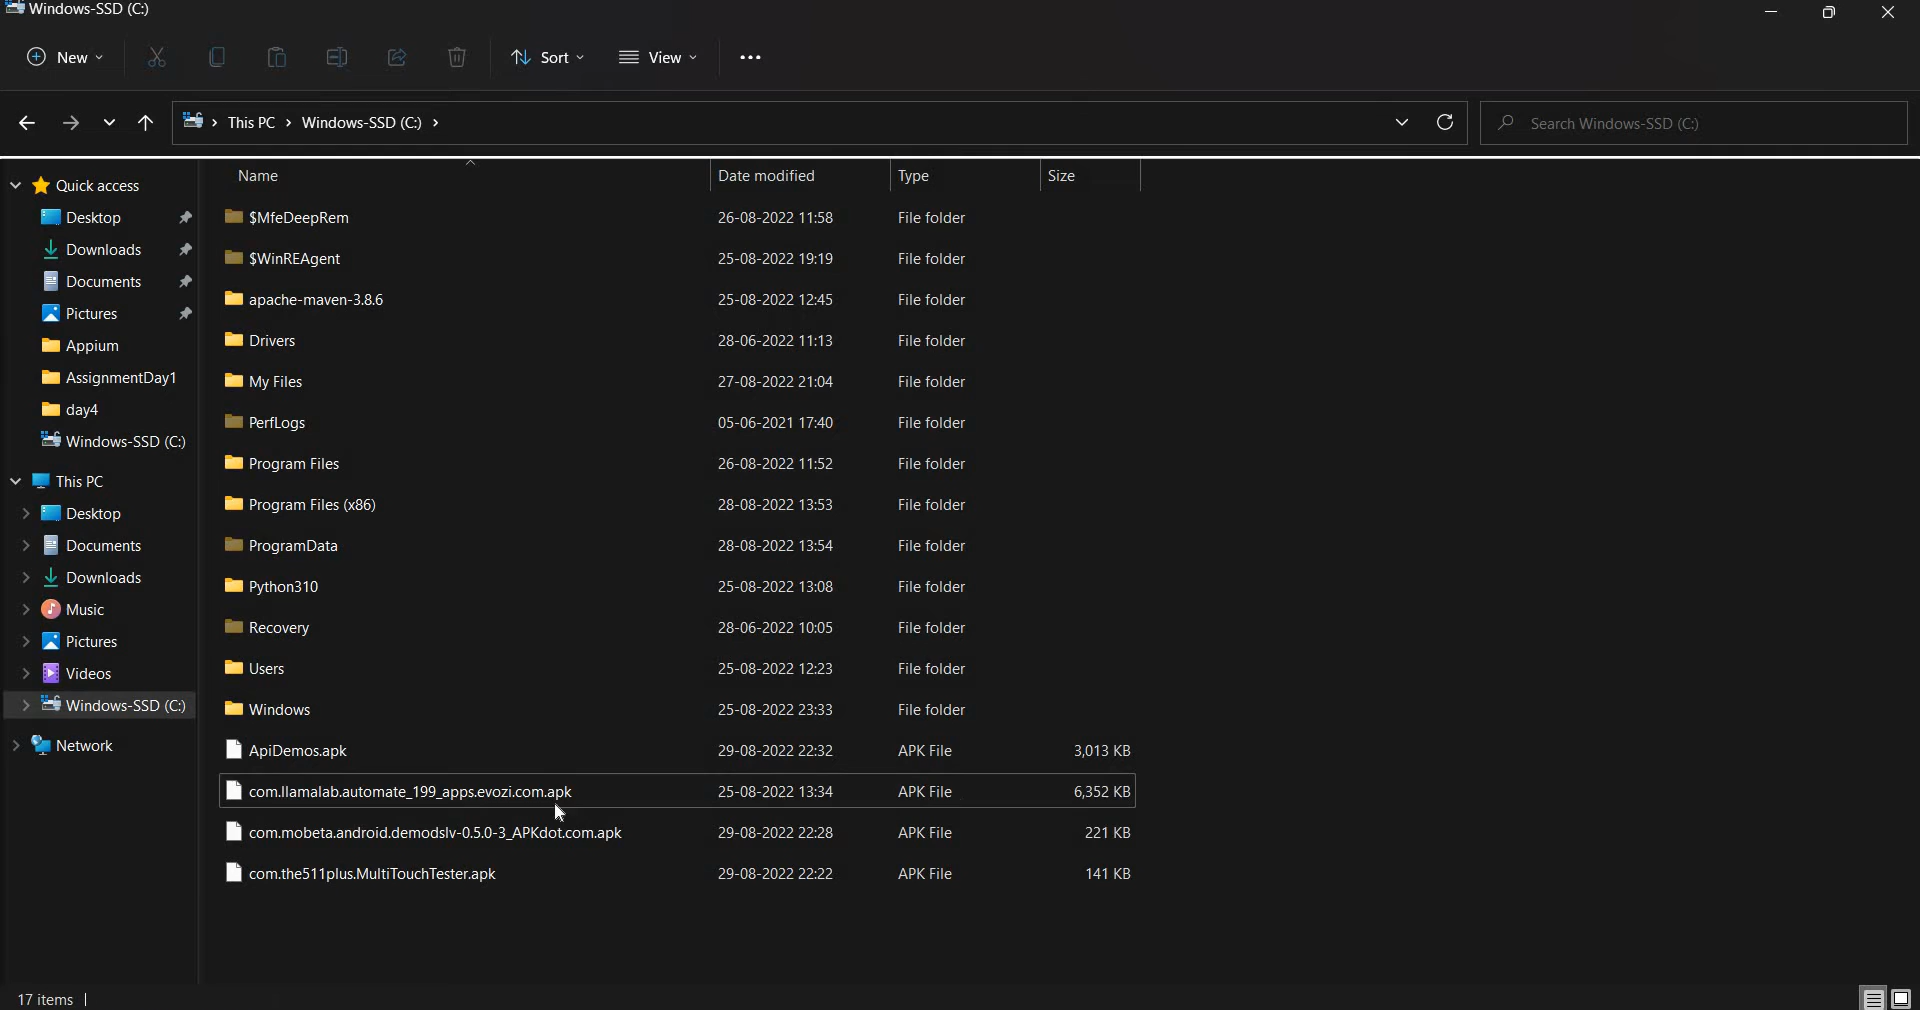 Windows-SSD (C:)
New Sort View
This PC Windows-SSD (C:) Search Windows-SSD (C:)
Name Date modified Type Size
Quick access
Desktop
Downloads
Documents
Pictures
Appium
AssignmentDay1
day4
Windows-SSD (C:)
This PC
Desktop
Documents
Downloads
Music
Pictures
Videos
Windows-SSD (C:)
Network
$MfeDeepRem 26-08-2022 11:58 File folder
$WinREAgent 25-08-2022 19:19 File folder
apache-maven-3.8.6 25-08-2022 12:45 File folder
Drivers 28-06-2022 11:13 File folder
My Files 27-08-2022 21:04 File folder
PerfLogs 05-06-2021 17:40 File folder
Program Files 26-08-2022 11:52 File folder
Program Files (x86) 28-08-2022 13:53 File folder
ProgramData 28-08-2022 13:54 File folder
Python310 25-08-2022 13:08 File folder
Recovery 28-06-2022 10:05 File folder
Users 25-08-2022 12:23 File folder
Windows 25-08-2022 23:33 File folder
ApiDemos.apk 29-08-2022 22:32 APK File 3,013 KB
com.llamalab.automate_199_apps.evozi.com.apk 25-08-2022 13:34 APK File 6,352 KB
com.mobeta.android.demodslv-0.5.0-3_APKdot.com.apk 29-08-2022 22:28 APK File 221 KB
com.the511plus.MultiTouchTester.apk 29-08-2022 22:22 APK File 141 KB
17 items